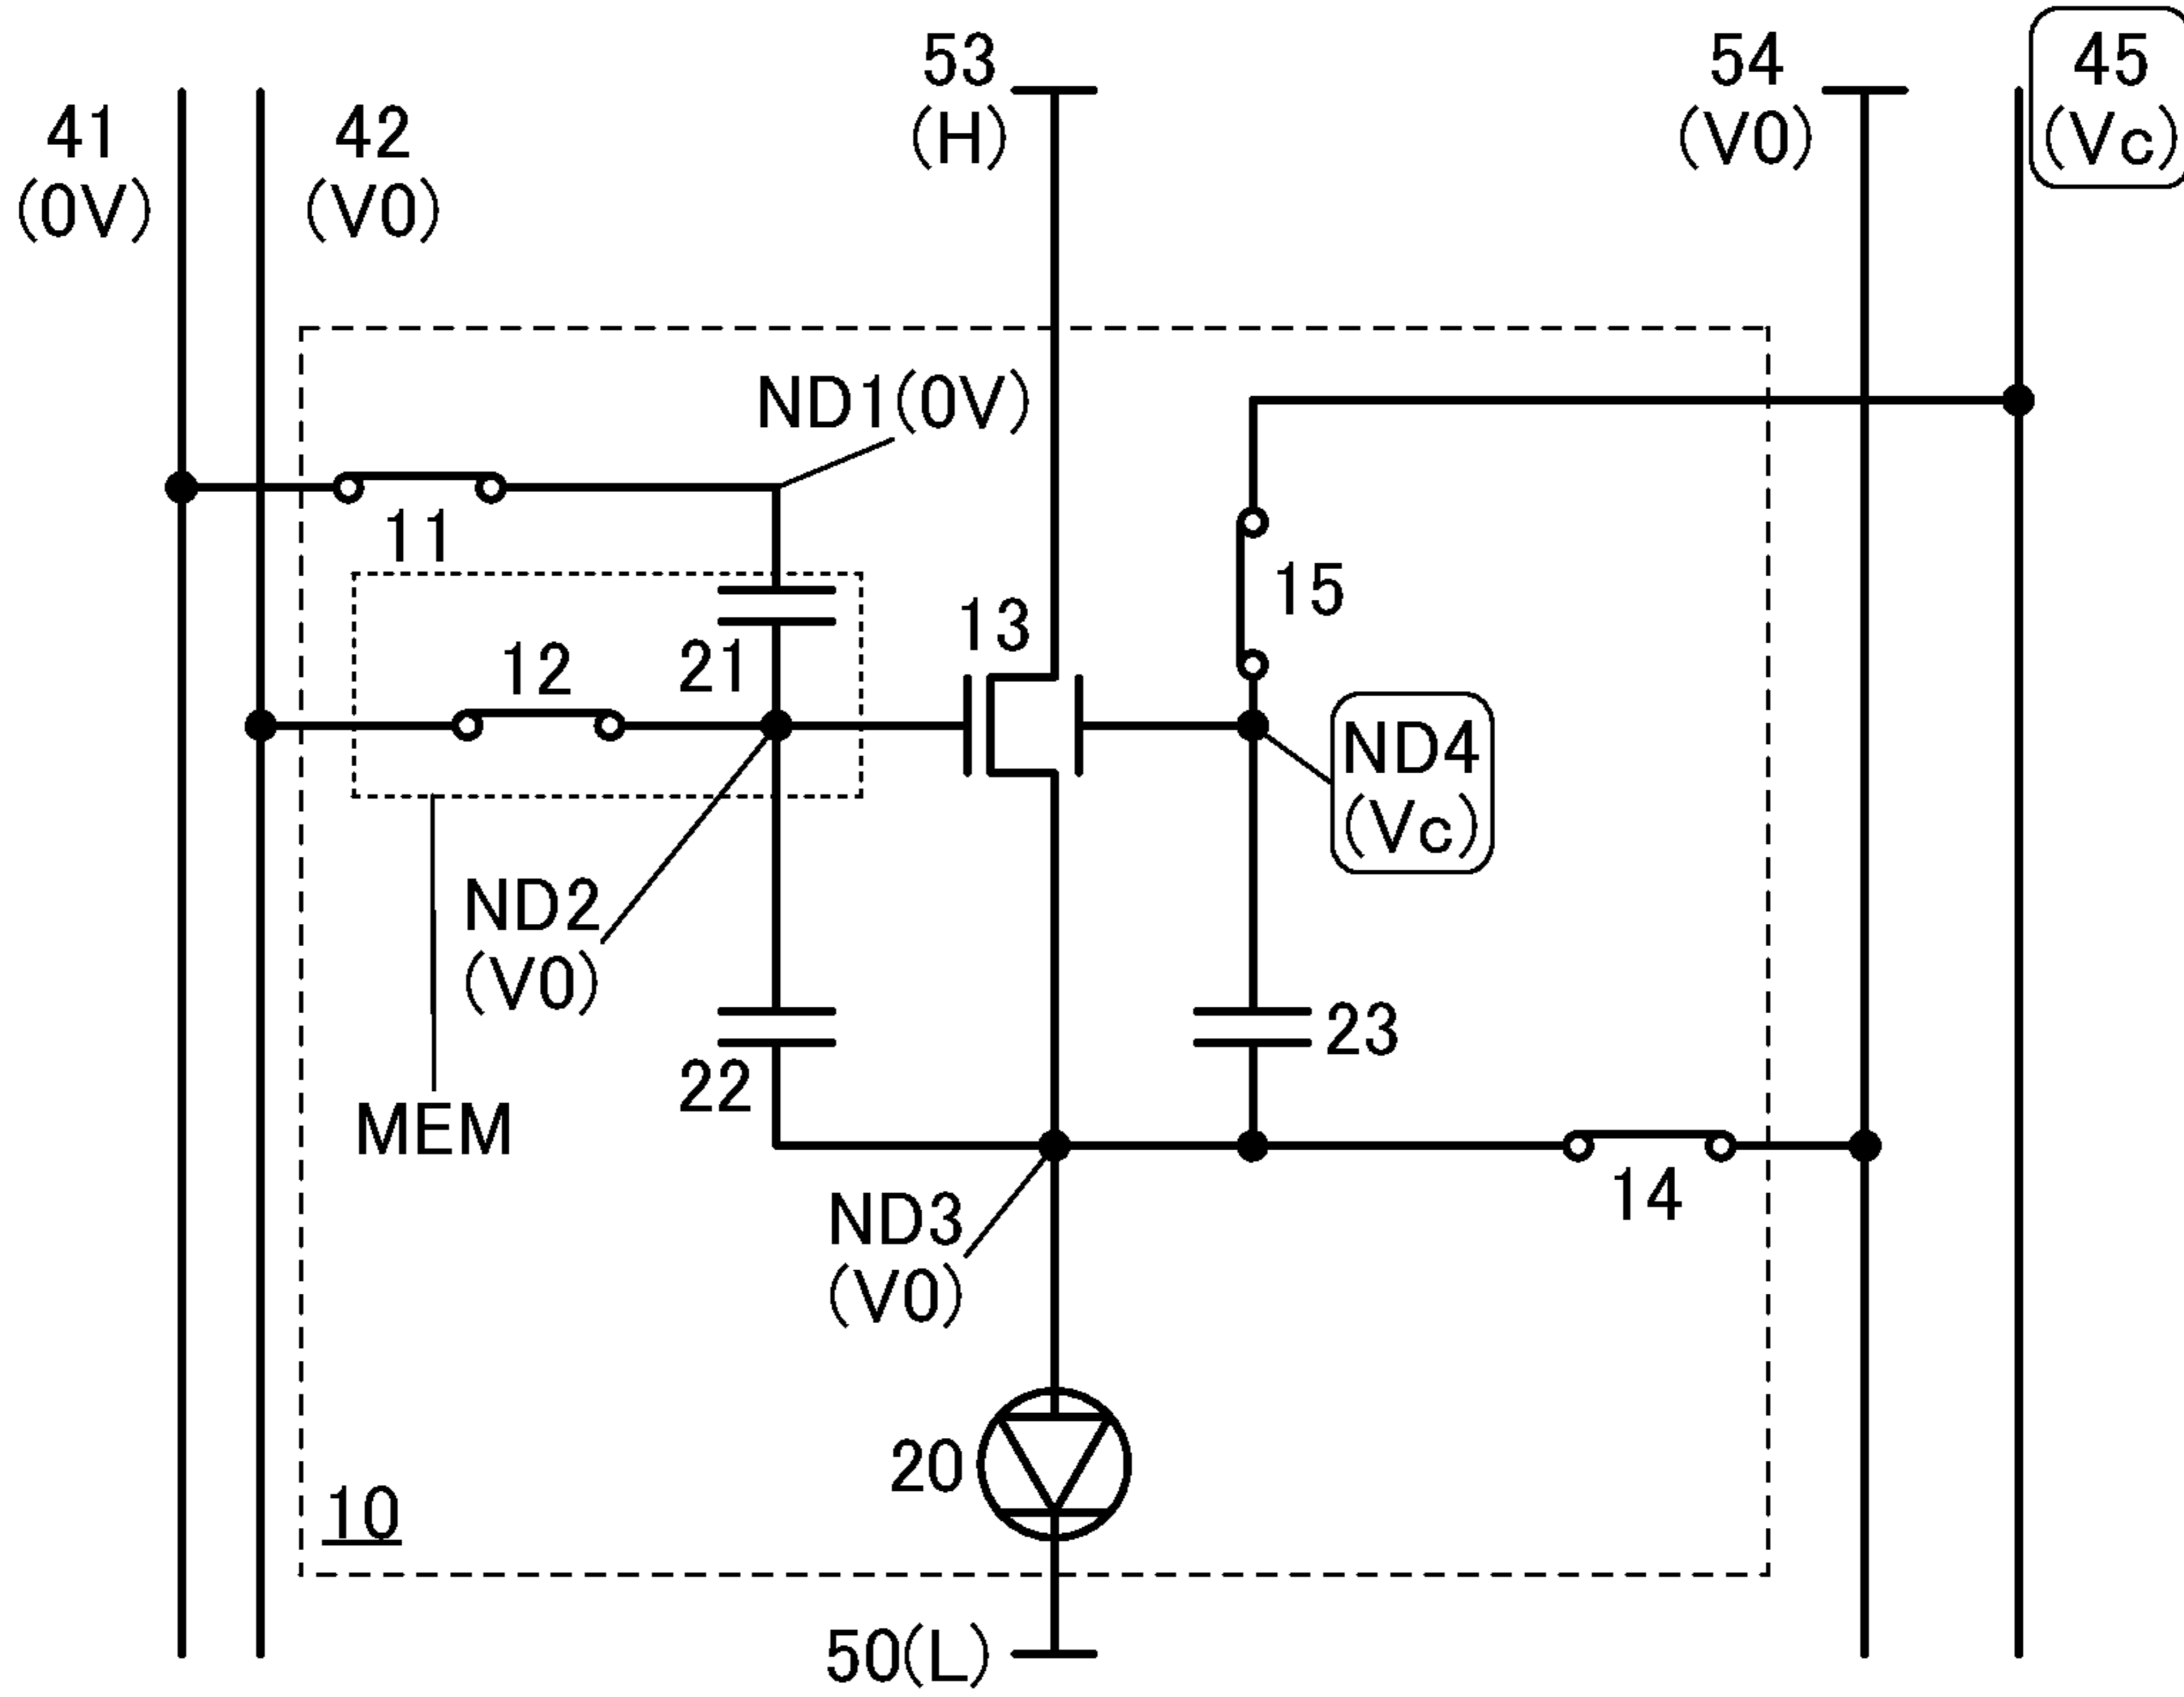 53
(H)
54
(V0)
45
(Vc)
41
(0V)
42
(V0)
ND1(0V)
11
15
13
12
21
ND4
(Vc)
ND2
(V0)
23
22
MEM
14
ND3
(V0)
20
10
50(L)